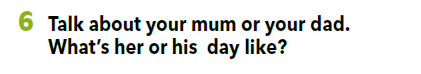 6 Talk about your mum or your dad.
What's her or his day like?